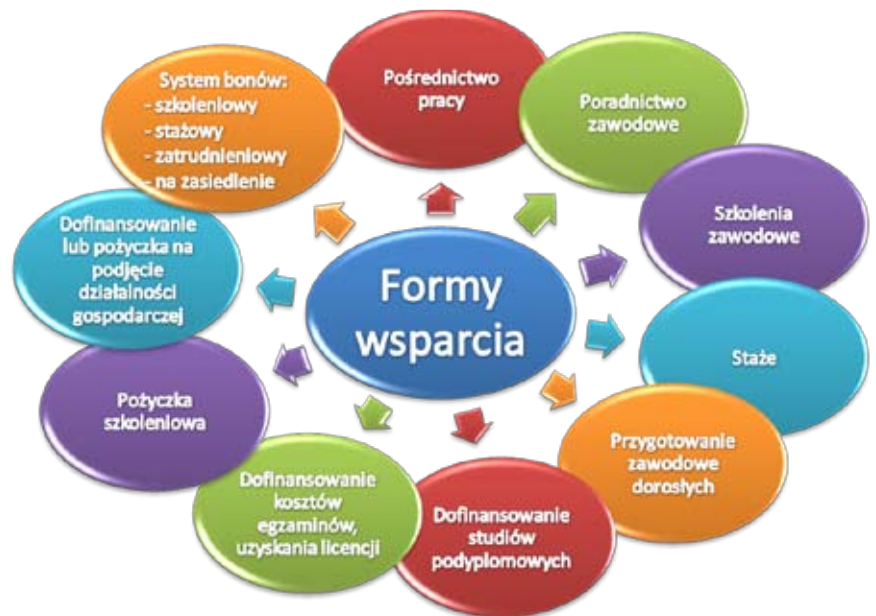 Formy
wsparcia
Pośrednictwo
pracy
Poradnictwo
zawodowe
Szkolenia
zawodowe
Staże
Przygotowanie
zawodowe
dorosłych
Dofinansowanie
studiów
podyplomowych
Dofinansowanie
kosztów
egzaminów,
uzyskania licencji
Pożyczka
szkoleniowa
Dofinansowanie
lub pożyczka na
podjęcie
działalności
gospodarczej
System bonów:
- szkoleniowy
- stażowy
- zatrudnieniowy
- na zasiedlenie